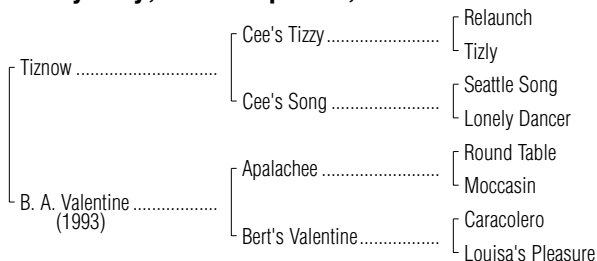 Relaunch
Cee's Tizzy
Tizly
Tiznow
Seattle Song
Cee's Song
Lonely Dancer
Round Table
Apalachee
Moccasin
B. A. Valentine
(1993)
Caracolero
Bert's Valentine
Louisa's Pleasure